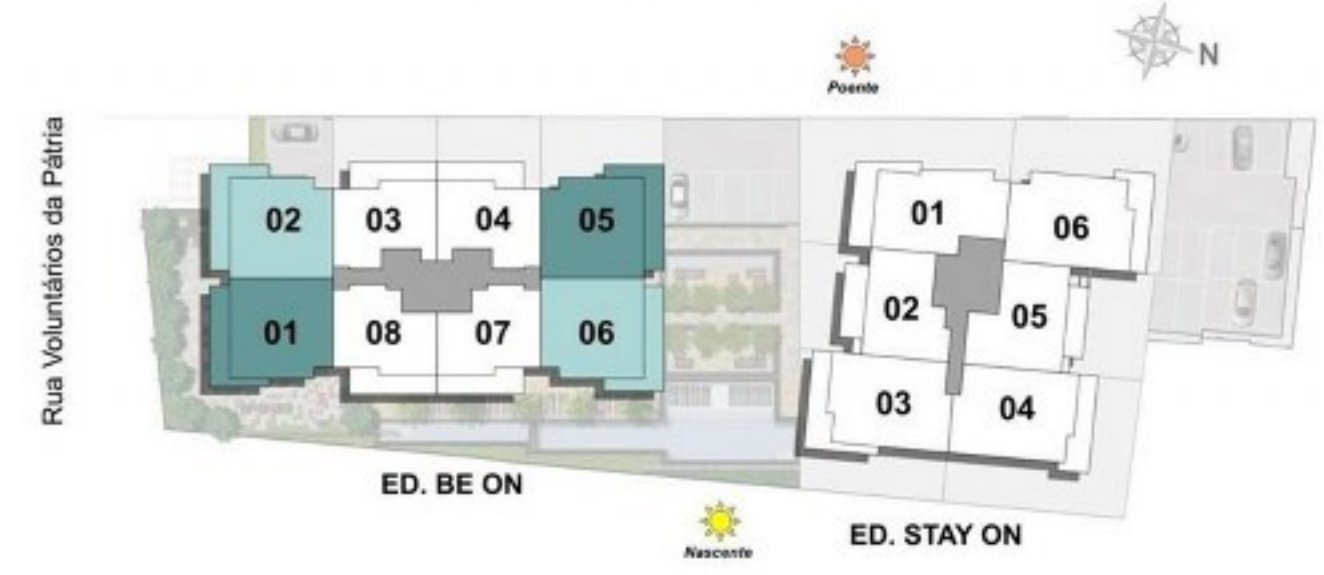 N
Poente
Rua Voluntários da Pátria
02
03
04
05
01
08
07
06
01
06
02
05
03
04
ED. BE ON
Nascente
ED. STAY ON